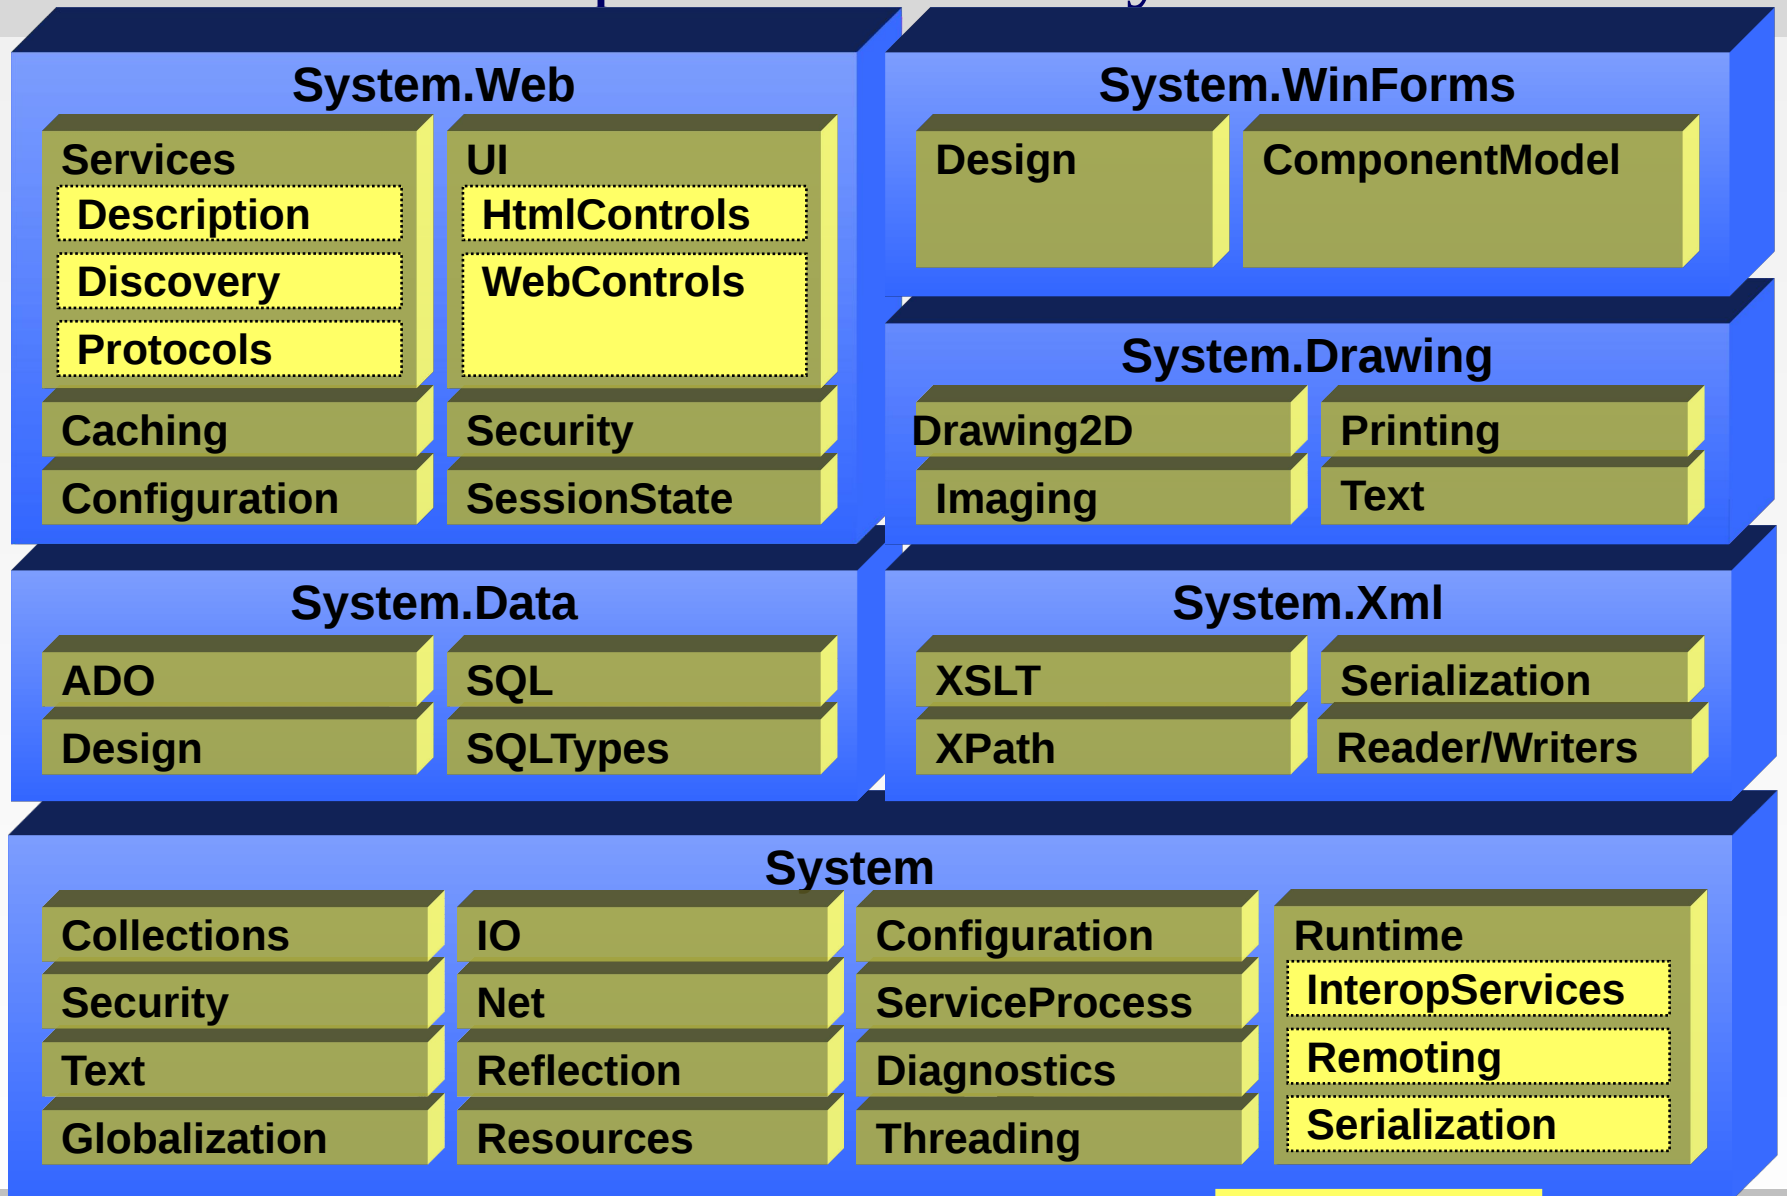 System.Web
Services
Description
Discovery
Protocols
Caching
Configuration
UI
HtmlControls
WebControls
Security
SessionState
System.WinForms
Design
ComponentModel
System.Drawing
Drawing2D
Imaging
Printing
Text
System.Data
ADO
Design
SQL
SQLTypes
System.Xml
XSLT
XPath
Serialization
Reader/Writers
System
Collections
Security
Text
Globalization
IO
Net
Reflection
Resources
Configuration
ServiceProcess
Diagnostics
Threading
Runtime
InteropServices
Remoting
Serialization